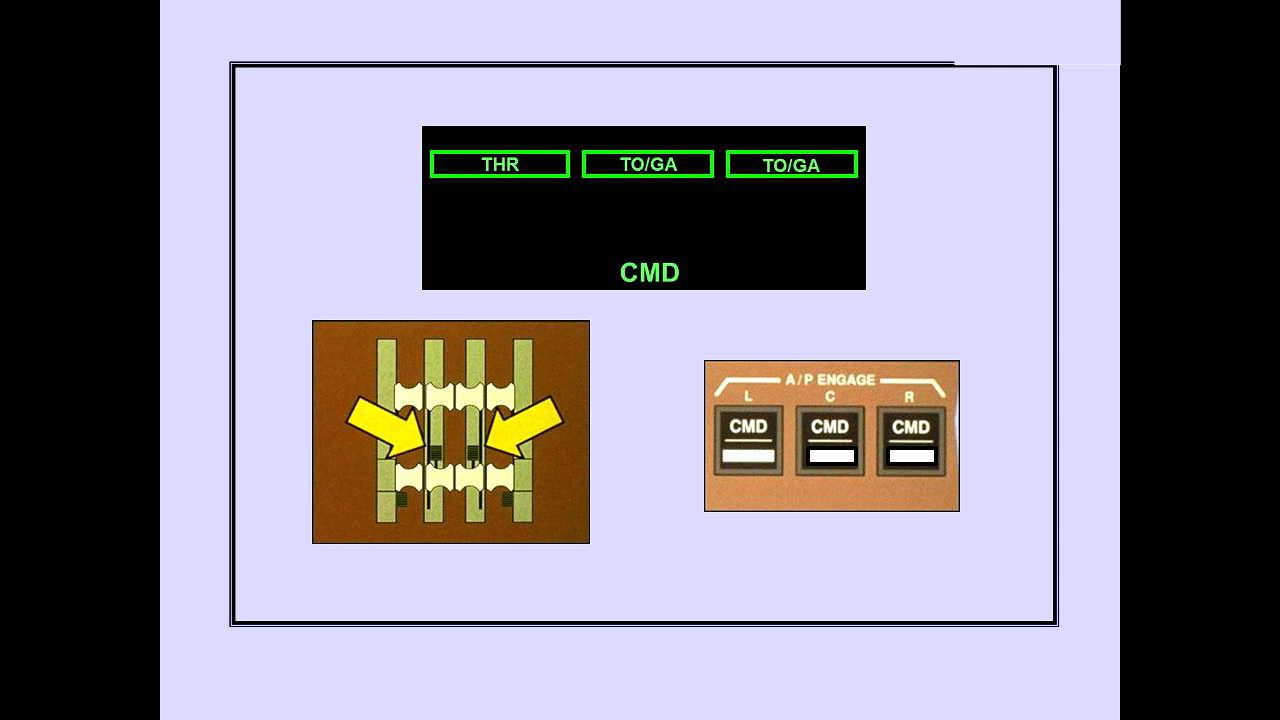 THR TO/GA TO/GA
CMD
A/P ENGAGE
L C R
CMD CMD CMD